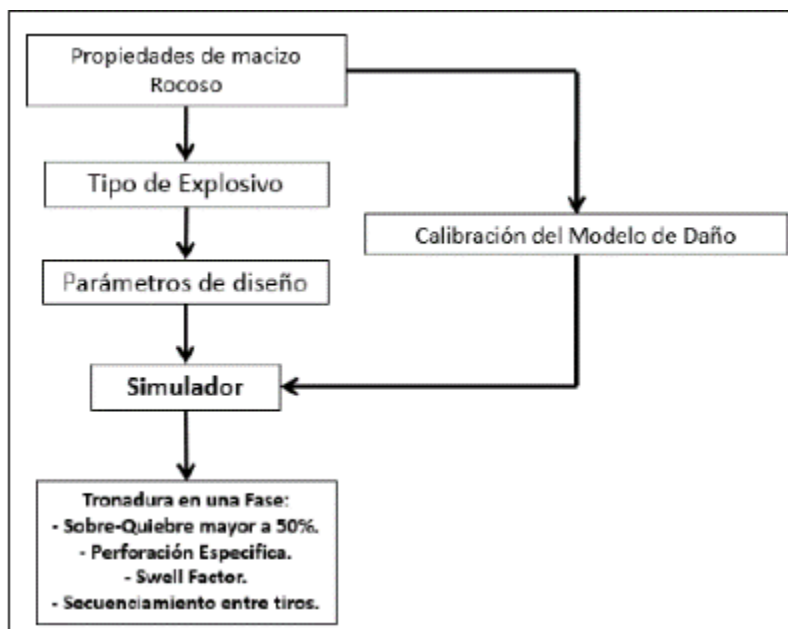 Propiedades de macizo
Rocoso
Tipo de Explosivo
Calibración del Modelo de Daño
Parámetros de diseño
Simulador
Tronadura en una Fase:
- Sobre-Quiebre mayor a 50%.
- Perforación Especifica.
- Swell Factor.
- Secuenciamiento entre tiros.